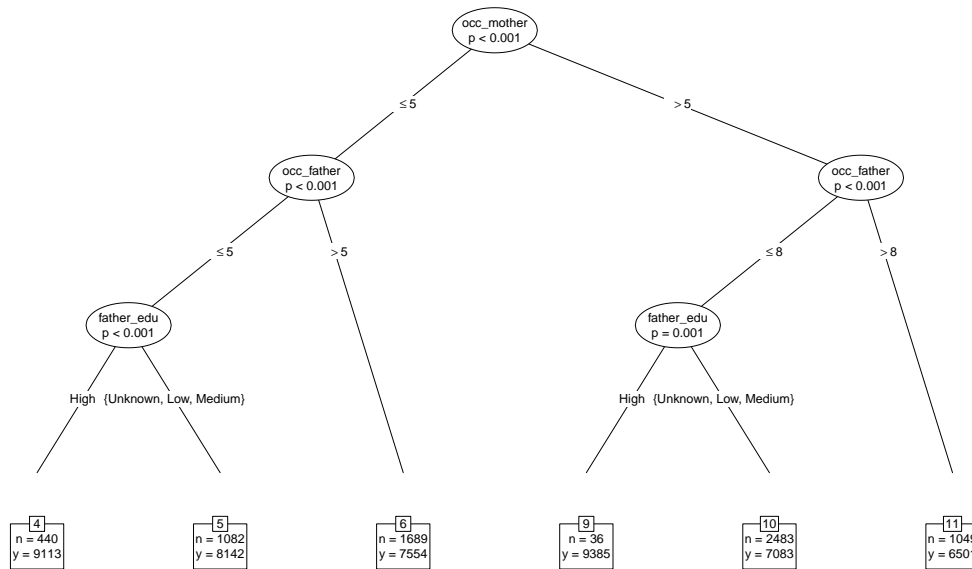 occ_mother
p < 0.001
≤ 5
> 5
occ_father
p < 0.001
occ_father
p < 0.001
≤ 5
> 5
≤ 8
> 8
father_edu
p < 0.001
father_edu
p = 0.001
High {Unknown, Low, Medium}
High {Unknown, Low, Medium}
4
n = 440
y = 9113
5
n = 1082
y = 8142
6
n = 1689
y = 7554
9
n = 36
y = 9385
10
n = 2483
y = 7083
11
n = 1049
y = 6501